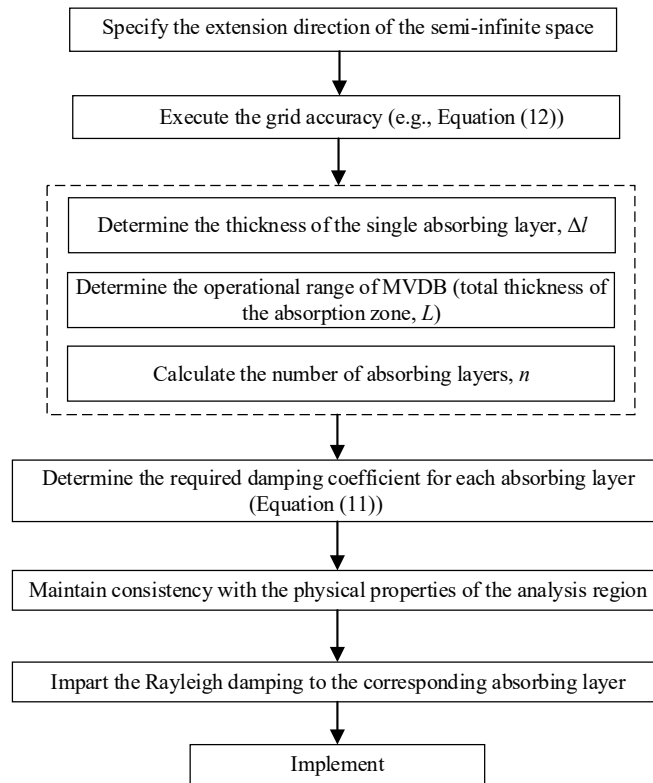 Specify the extension direction of the semi-infinite space
Execute the grid accuracy (e.g., Equation (12))
Determine the thickness of the single absorbing layer, Δl
Determine the operational range of MVDB (total thickness of
the absorption zone, L)
Calculate the number of absorbing layers, n
Determine the required damping coefficient for each absorbing layer
(Equation (11))
Maintain consistency with the physical properties of the analysis region
Impart the Rayleigh damping to the corresponding absorbing layer
Implement